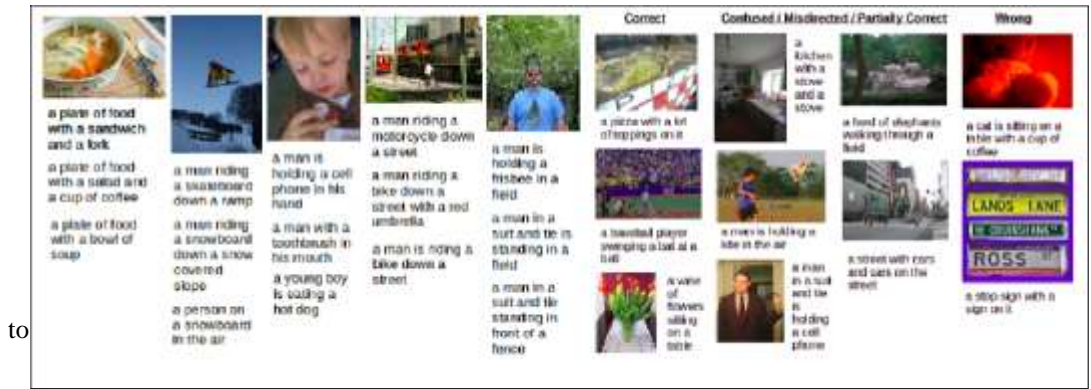 to
a plate of food
with a sandwich
and a fork
a plate of food
with a salad and
a cup of coffee
a plate of food
with a bowl of
soup
a man riding
a skateboard
down a ramp
a man riding
a snowboard
down a snow
covered
slope
a person on
a snowboard
in the air
a man is
holding a cell
phone in his
hand
a man with a
toothbrush in
his mouth
a young boy
is eating a
hot dog
a man riding a
motorcycle down
a street
a man riding a
bike down a
street with a red
umbrella
a man is riding a
bike down a
street
a man is
holding a
frisbee in a
field
a man in a
suit and tie is
standing in a
field
a man in a
suit and tie
standing in
front of a
fence
Correct
a pizza with a lot
of toppings on it
a baseball player
swinging a bat at a
ball
a vase
of
flowers
sitting
on a
table
Confused / Misdirected / Partially Correct
a
kitchen
with a
stove
and a
stove
a man is holding a
kite in the air
a man
in a suit
and tie
is
holding
a cell
phone
a herd of elephants
walking through a
field
a street with cars
and cars on the
street
Wrong
a cat is sitting on a
table with a cup of
coffee
LANDS LANE
ROSS ST
a stop sign with a
sign on it